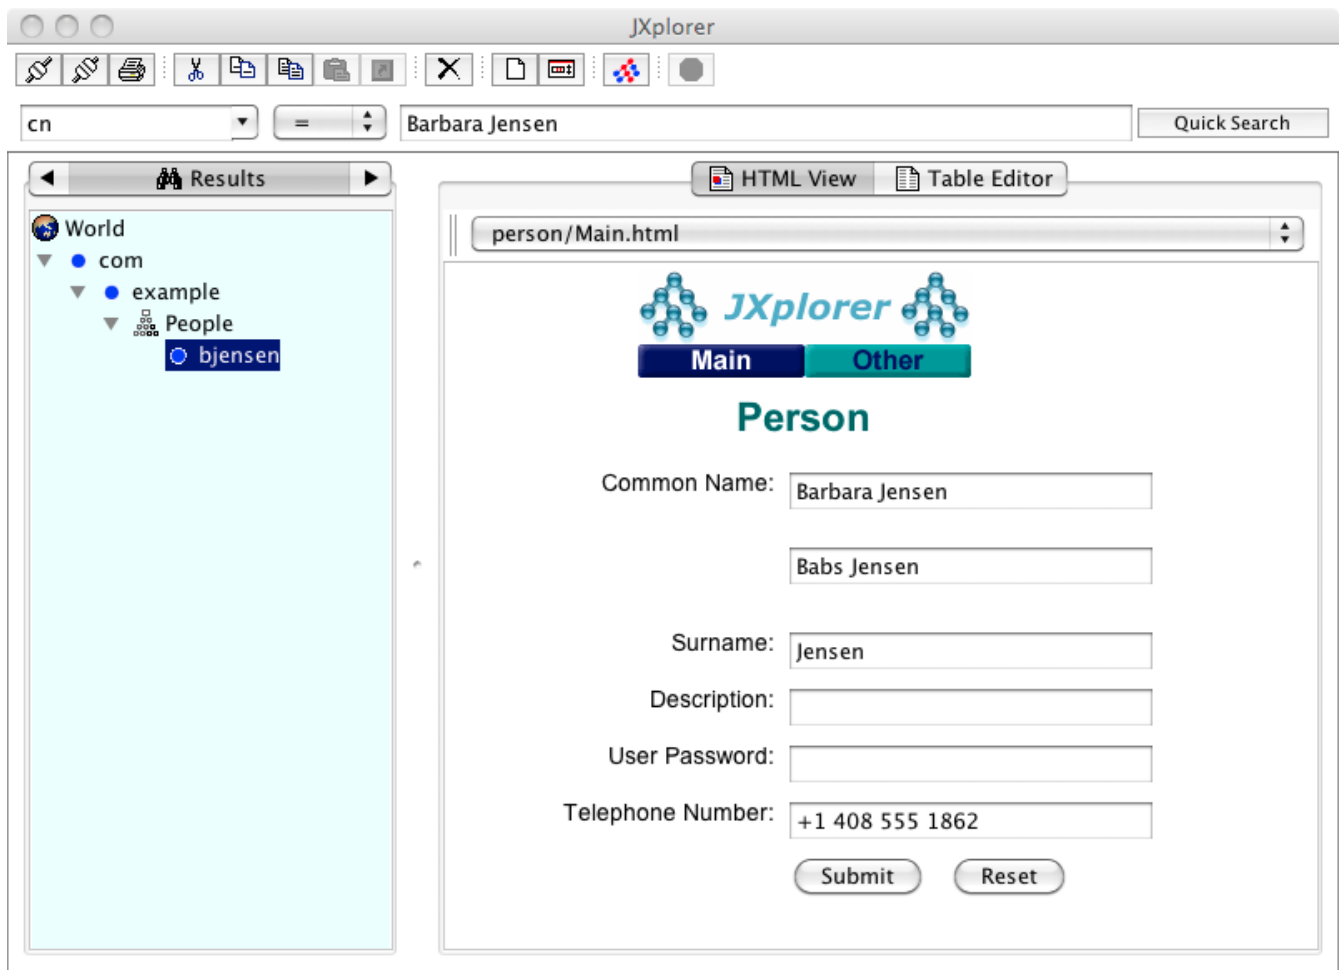 JXplorer
cn = Barbara Jensen Quick Search
Results
World
com
example
People
bjensen
HTML View Table Editor
person/Main.html
JXplorer
Main Other
Person
Common Name: Barbara Jensen
Babs Jensen
Surname: Jensen
Description:
User Password:
Telephone Number: +1 408 555 1862
Submit Reset